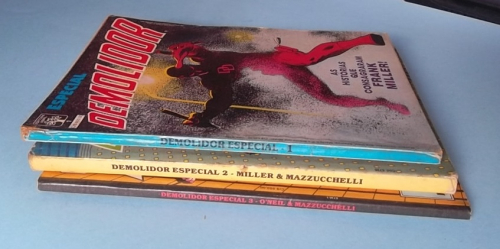 ESPECIAL
DEMOLIDOR
AS
HISTÓRIAS
QUE
CONSAGRARAM
FRANK
MILLER!
DEMOLIDOR ESPECIAL - 1
DEMOLIDOR ESPECIAL 2 - MILLER & MAZZUCCHELLI
DEMOLIDOR ESPECIAL 3 - O'NEIL & MAZZUCCHELLI